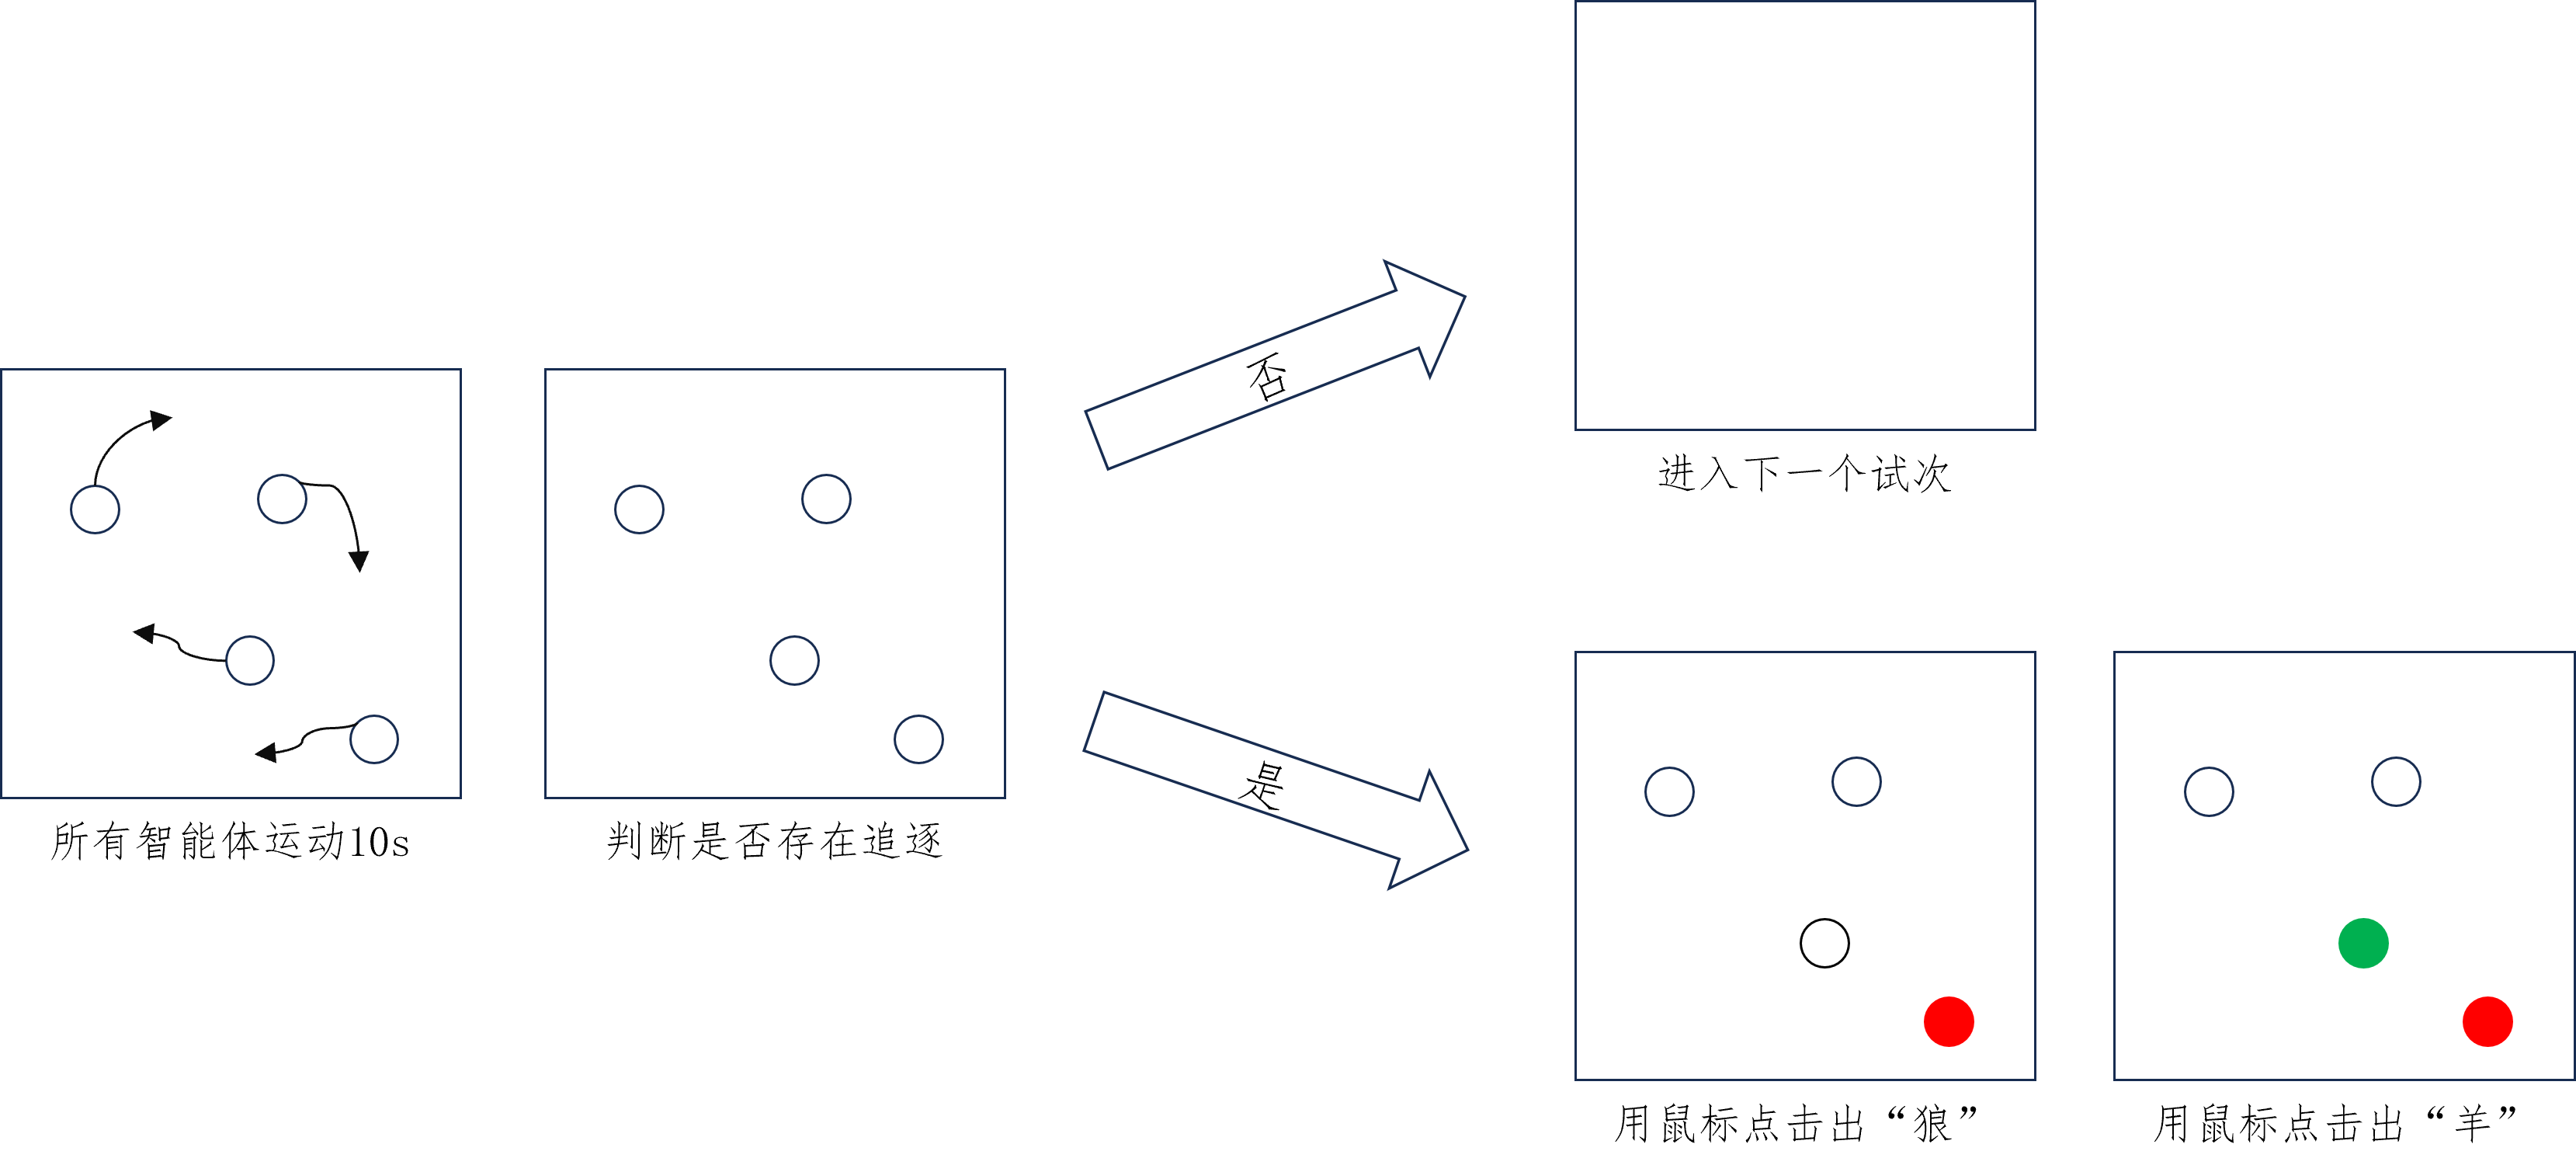 所有智能体运动10s
判断是否存在追逐
否
进入下一个试次
是
用鼠标点击出“狼”
用鼠标点击出“羊”